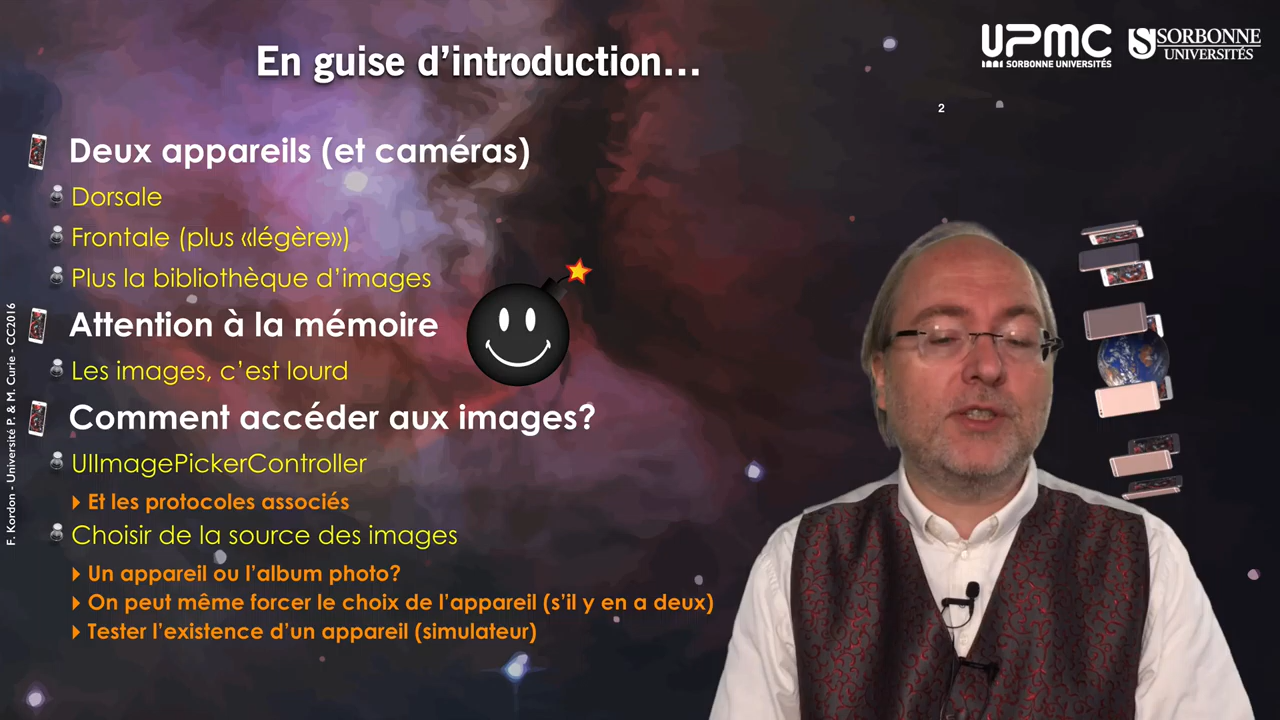 En guise d’introduction...
UPMC
SORBONNE UNIVERSITÉS
SORBONNE
UNIVERSITÉS
2
Deux appareils (et caméras)
Dorsale
Frontale (plus «légère»)
Plus la bibliothèque d’images
Attention à la mémoire
Les images, c’est lourd
Comment accéder aux images?
UIImagePickerController
Et les protocoles associés
Choisir de la source des images
Un appareil ou l’album photo?
On peut même forcer le choix de l’appareil (s’il y en a deux)
Tester l’existence d’un appareil (simulateur)
F. Kordon - Université P. & M. Curie - CC2016